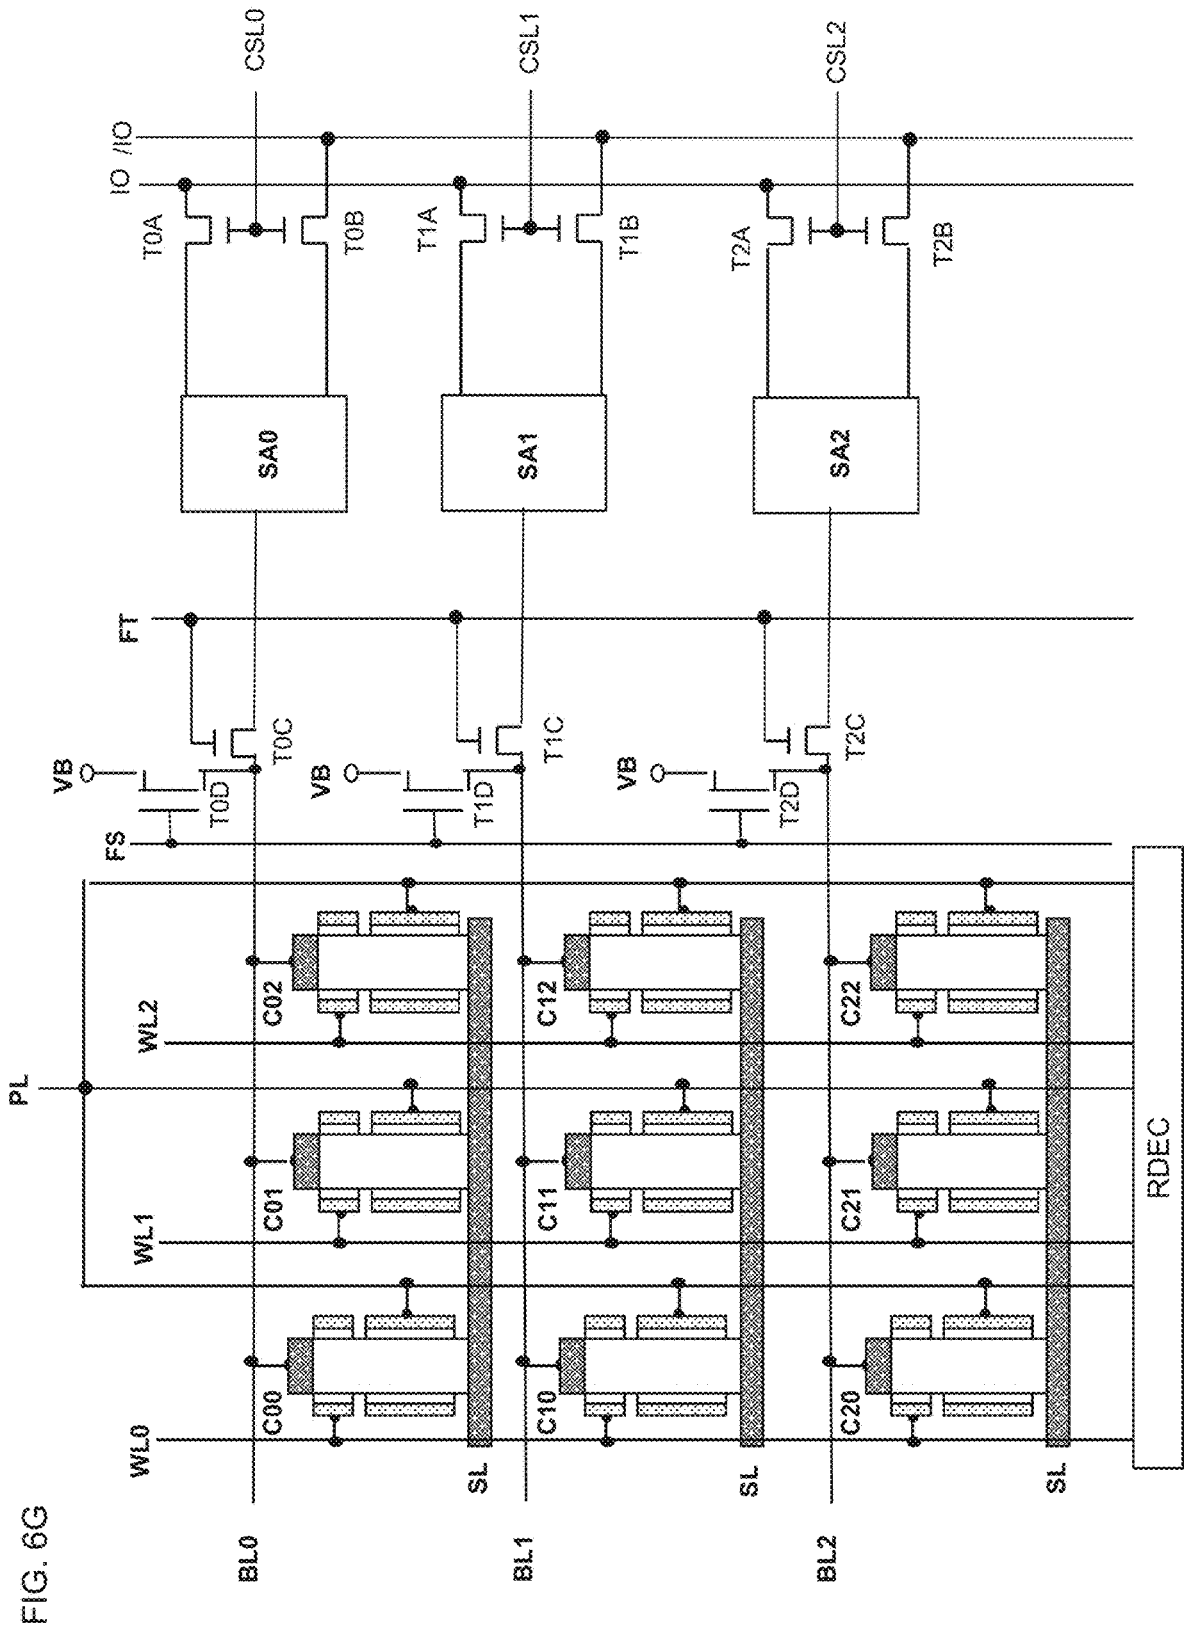 FIG. 6G
PL
WL0
WL1
WL2
FS
VB
FT
IO
/IO
BL0
C00
C01
C02
T0D
T0C
SA0
T0A
T0B
CSL0
SL
BL1
C10
C11
C12
VB
T1D
T1C
SA1
T1A
T1B
CSL1
SL
BL2
C20
C21
C22
VB
T2D
T2C
SA2
T2A
T2B
CSL2
SL
RDEC